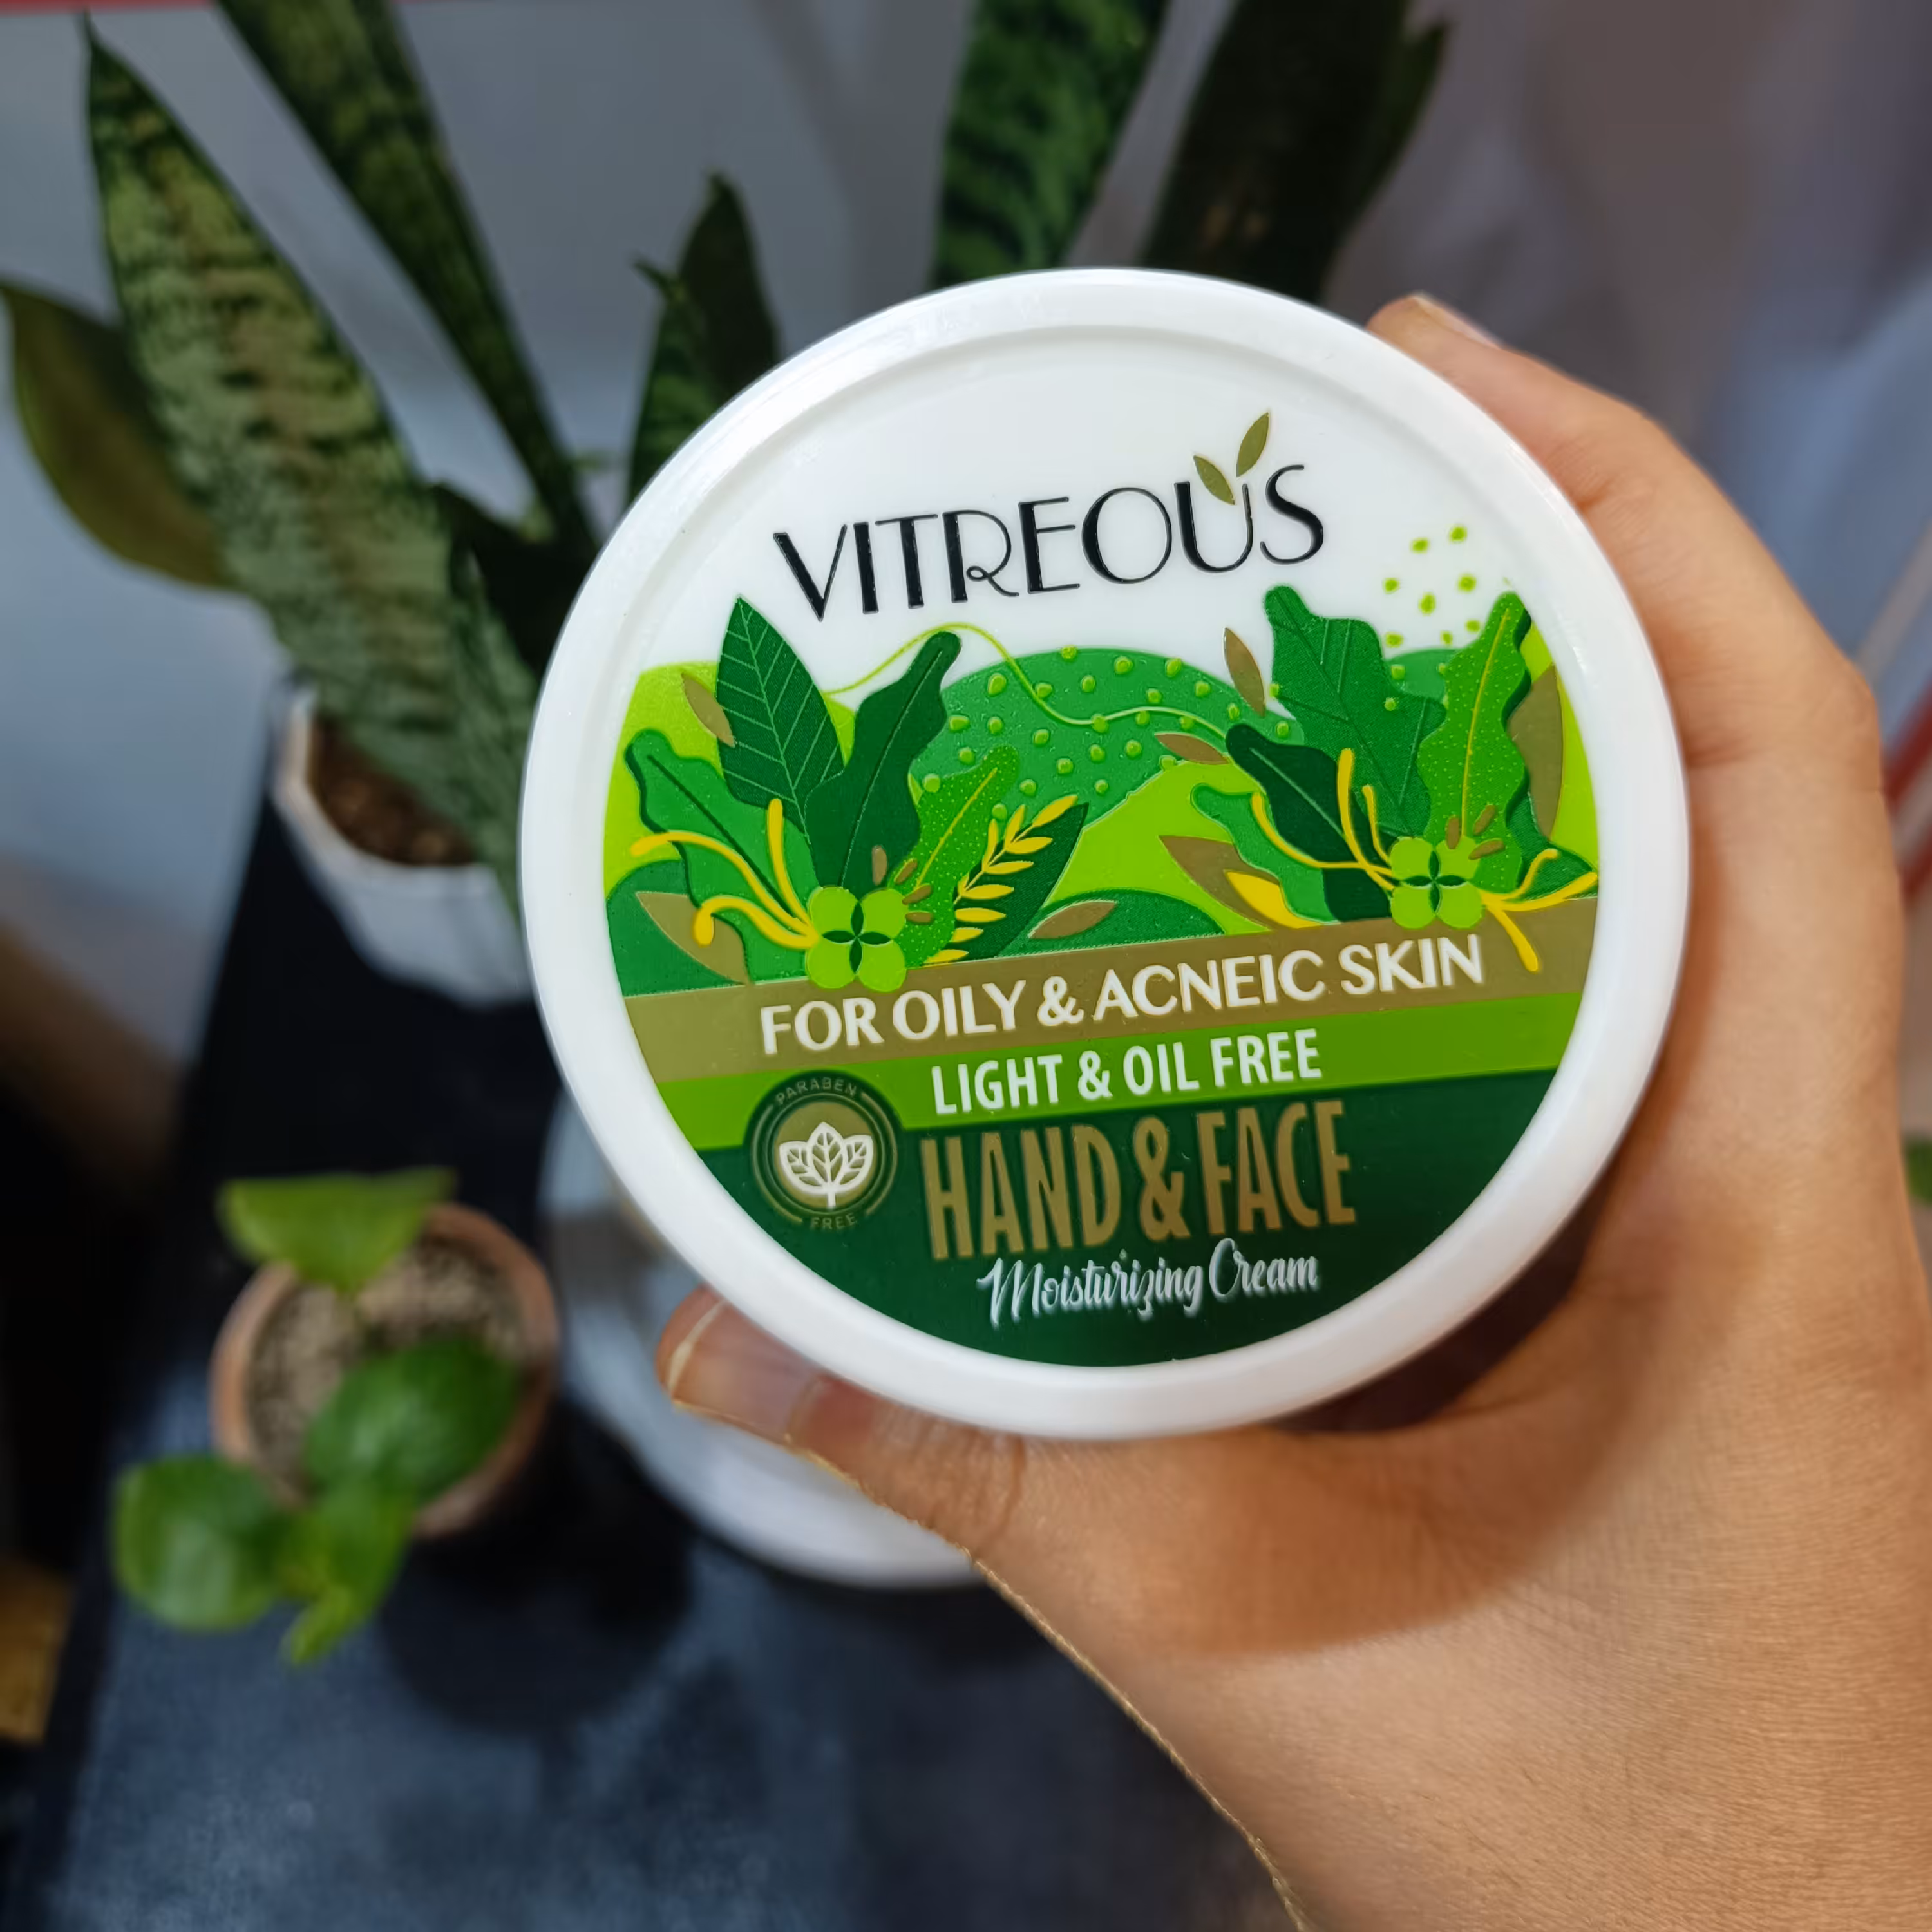 VITREOUS
FOR OILY & ACNEIC SKIN
LIGHT & OIL FREE
PARABEN
FREE
HAND & FACE
Moisturizing Cream